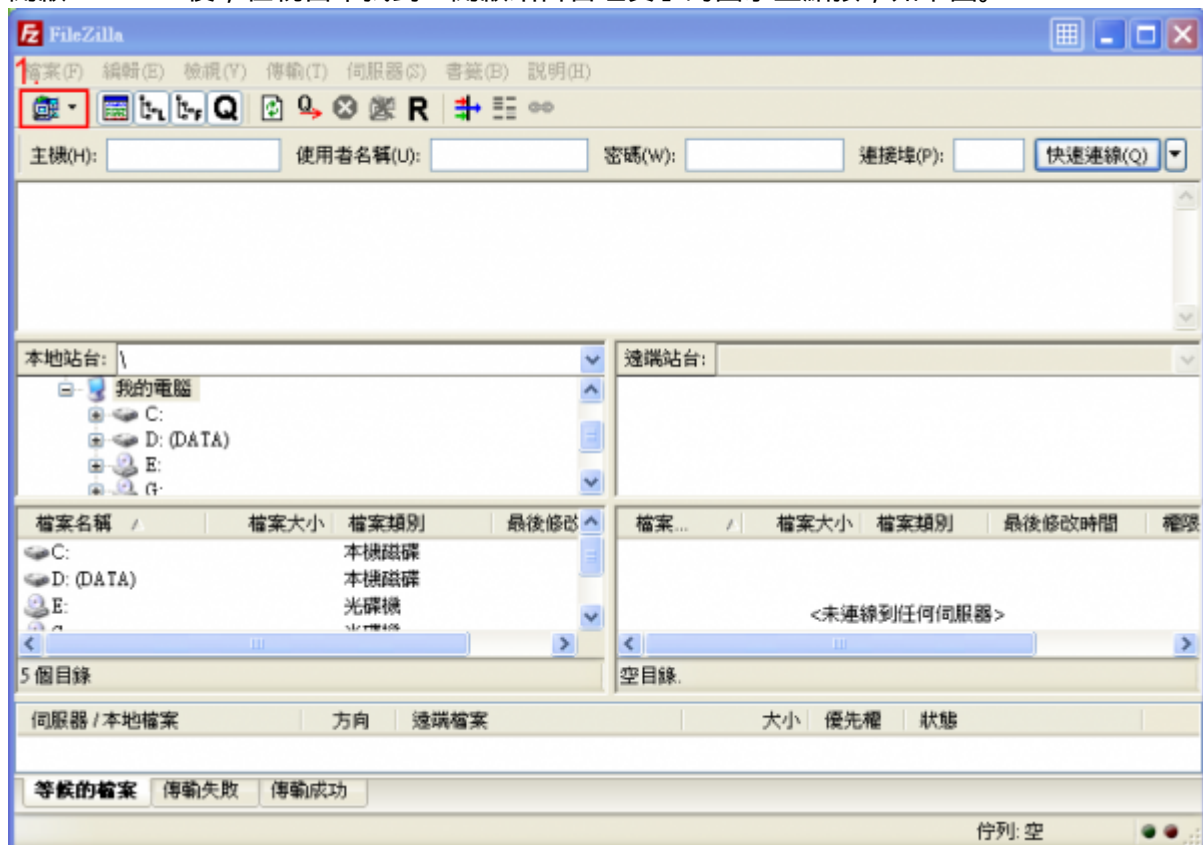 FileZilla
1.
檔案(F) 編輯(E) 檢視(V) 傳輸(T) 伺服器(S) 書籤(B) 說明(H)
主機(H): 使用者名稱(U): 密碼(W): 連接埠(P): 快速連線(Q)
本地站台: \ 遠端站台:
我的電腦
C:
D: (DATA)
E:
G:
檔案名稱 / 檔案大小 檔案類別 最後修改 檔案... / 檔案大小 檔案類別 最後修改時間 權限
C: 本機磁碟
D: (DATA) 本機磁碟
E: 光碟機
<未連線到任何伺服器>
5 個目錄 空目錄.
伺服器 / 本地檔案 方向 遠端檔案 大小 優先權 狀態
等候的檔案 傳輸失敗 傳輸成功
佇列: 空